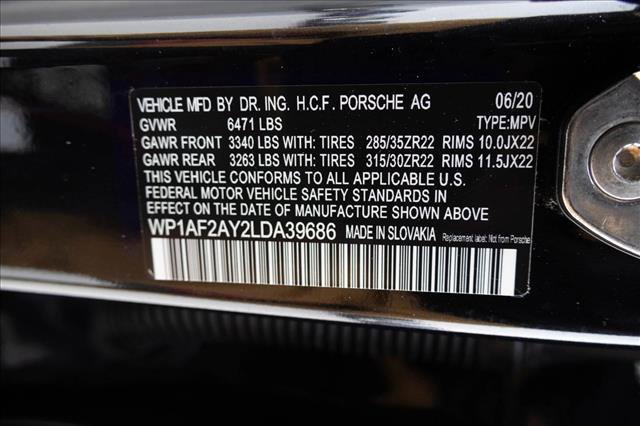 VEHICLE MFD BY DR. ING. H.C.F. PORSCHE AG 06/20
GVWR 6471 LBS TYPE:MPV
GAWR FRONT 3340 LBS WITH: TIRES 285/35ZR22 RIMS 10.0JX22
GAWR REAR 3263 LBS WITH: TIRES 315/30ZR22 RIMS 11.5JX22
THIS VEHICLE CONFORMS TO ALL APPLICABLE U.S.
FEDERAL MOTOR VEHICLE SAFETY STANDARDS IN
EFFECT ON THE DATE OF MANUFACTURE SHOWN ABOVE
WP1AF2AY2LDA39686 MADE IN SLOVAKIA Replacement label: Not from Porsche